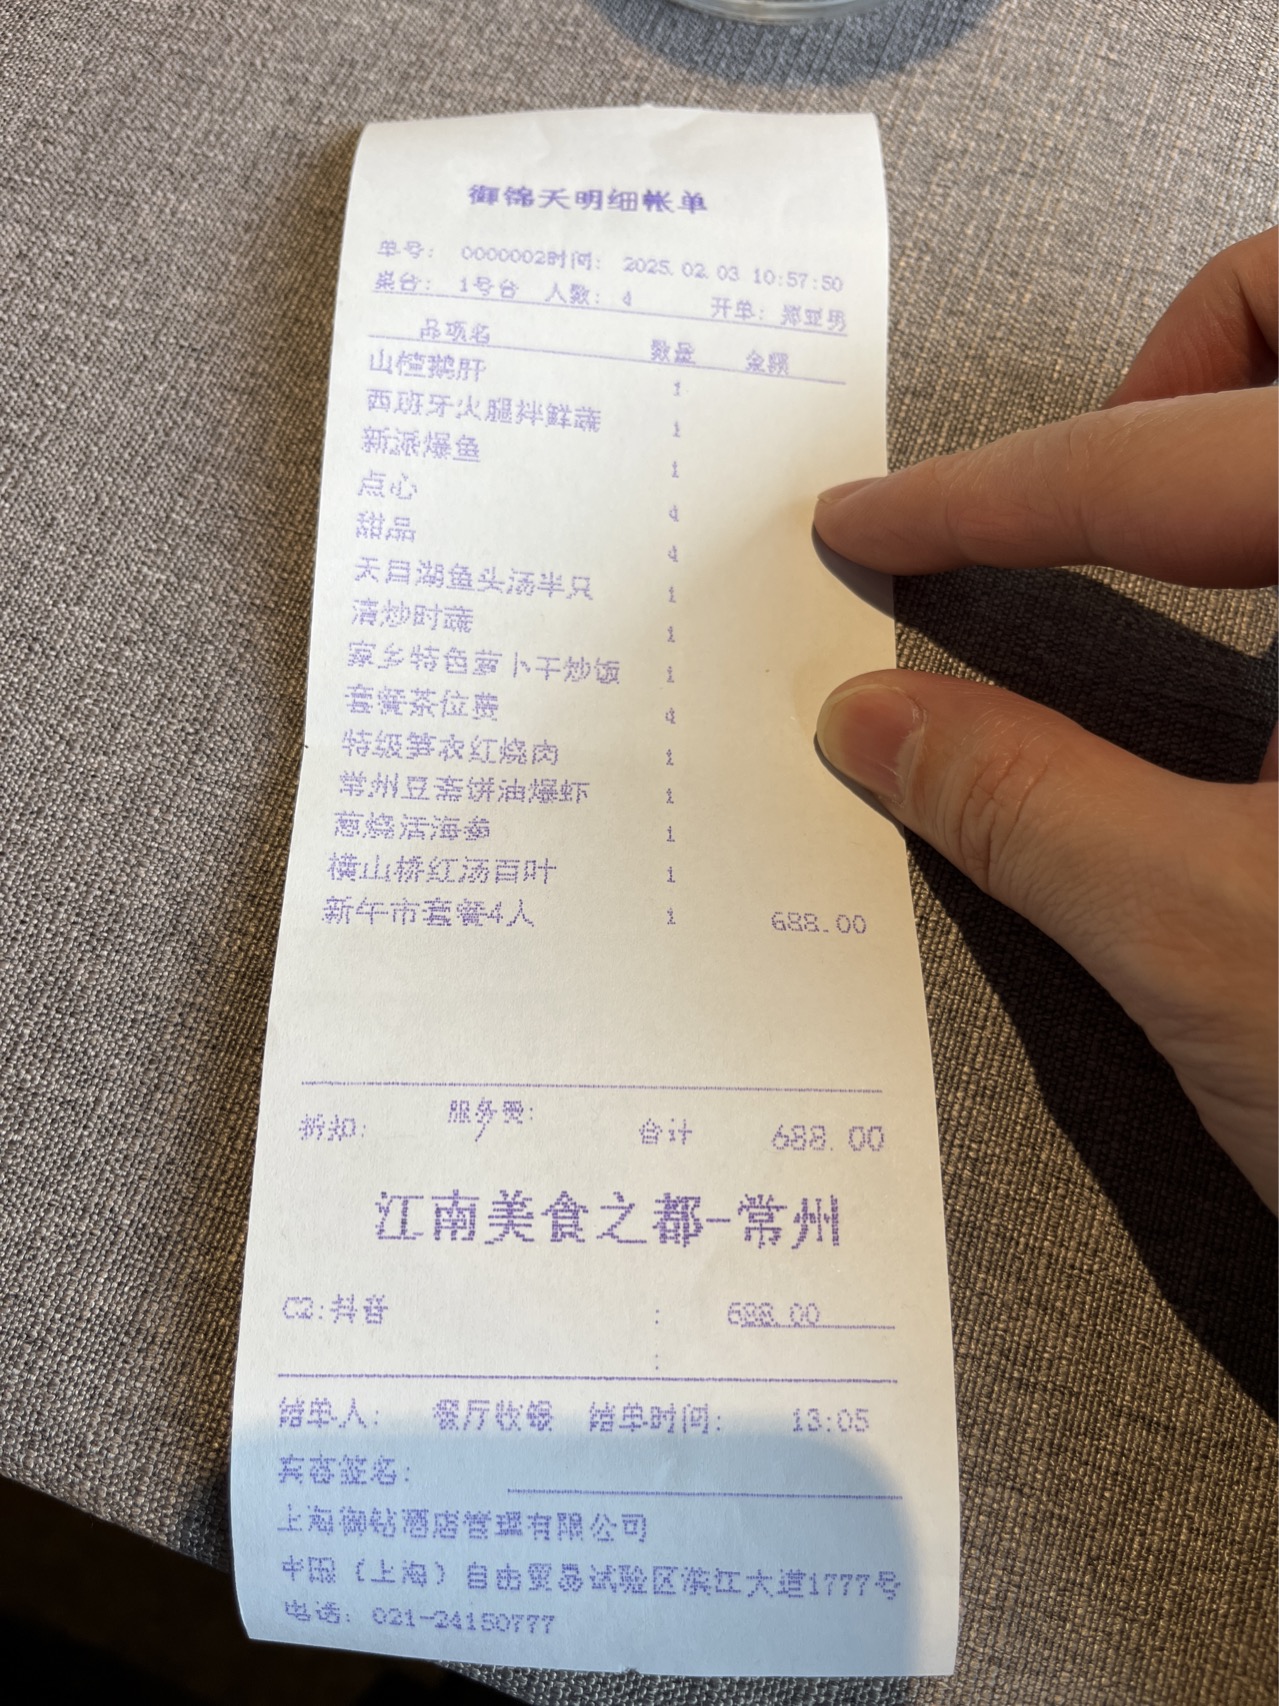 御锦天明细帐单
单号： 0000002时间： 2025.02.03 10:57:50
桌台： 1号台 人数： 4 开单： 郑亚男
品项名 数量 金额
山楂鹅肝 1
西班牙火腿拌鲜蔬 1
新派爆鱼 1
点心 4
甜品 4
天目湖鱼头汤半只 1
清炒时蔬 1
家乡特色萝卜干炒饭 1
套餐茶位费 4
特级笋衣红烧肉 1
常州豆斋饼油爆虾 1
葱烧活海参 1
横山桥红汤百叶 1
新午市套餐4人 1 688.00
折扣： 服务费： / 合计 688.00
江南美食之都-常州
C2:抖音 : 688.00
:
结单人： 餐厅收银 结单时间： 13:05
宾客签名：
上海御钻酒店管理有限公司
中国（上海）自由贸易试验区滨江大道1777号
电话： 021-24150777